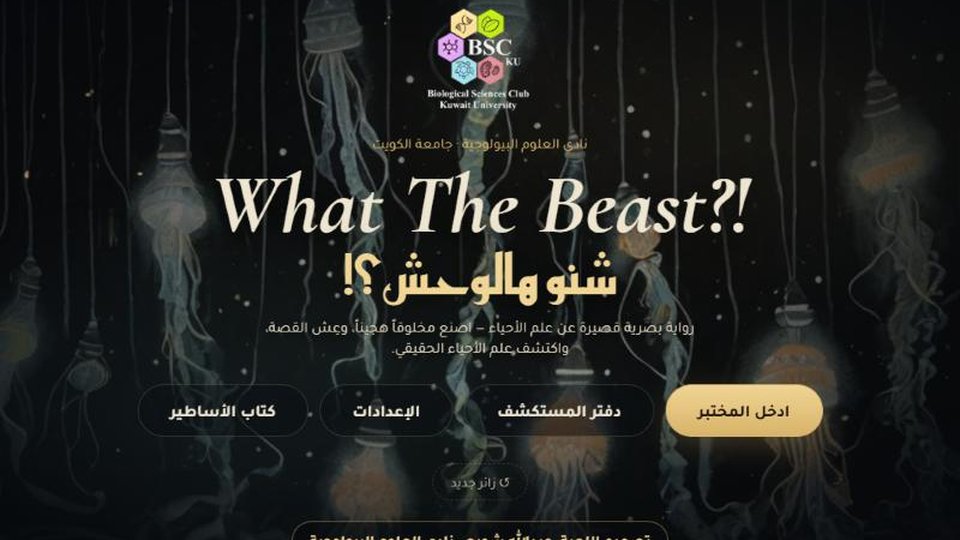 BSC
KU
Biological Sciences Club
Kuwait University
نادي العلوم البيولوجية · جامعة الكويت
What The Beast?!
شنو هالوحش؟!
رواية بصرية قصيرة عن علم الأحياء — اصنع مخلوقاً هجيناً، وعِش القصة،
واكتشف علم الأحياء الحقيقي.
ادخل المختبر
دفتر المستكشف
الإعدادات
كتاب الأساطير
↺ زائر جديد